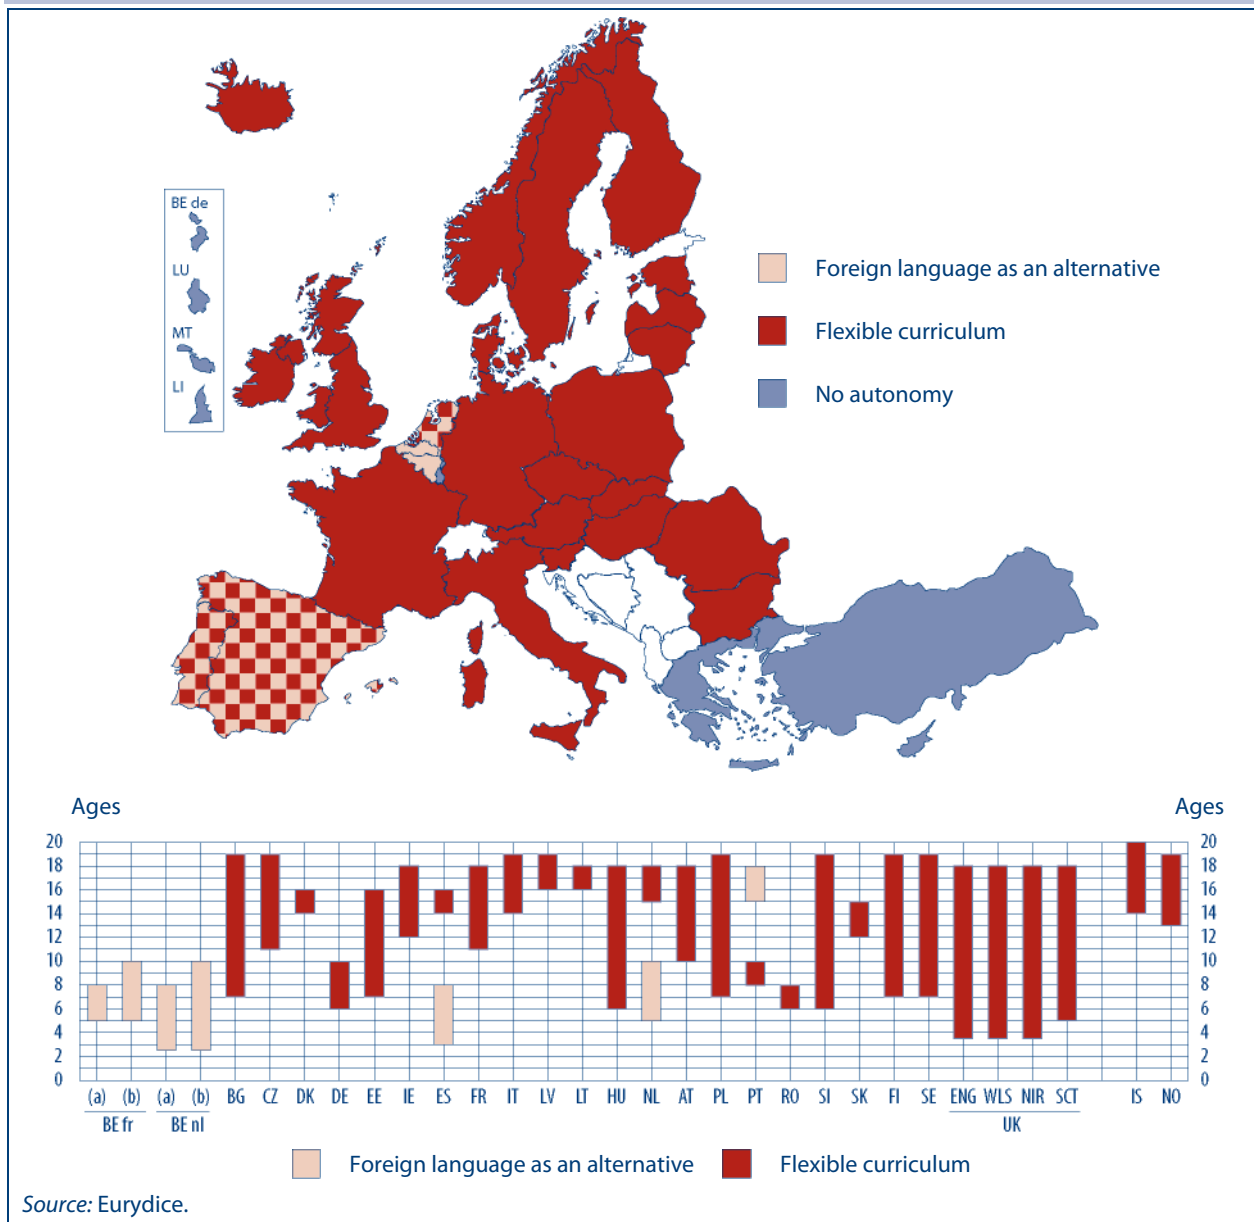 BE de
LU
MT
LI
Foreign language as an alternative
Flexible curriculum
No autonomy
Ages Ages
20 20
18 18
16 16
14 14
12 12
10 10
8 8
6 6
4 4
2 2
0 0
(a) (b) (a) (b) BG CZ DK DE EE IE ES FR IT LV LT HU NL AT PL PT RO SI SK FI SE ENG WLS NIR SCT IS NO
BE fr BE nl UK
Foreign language as an alternative Flexible curriculum
Source: Eurydice.